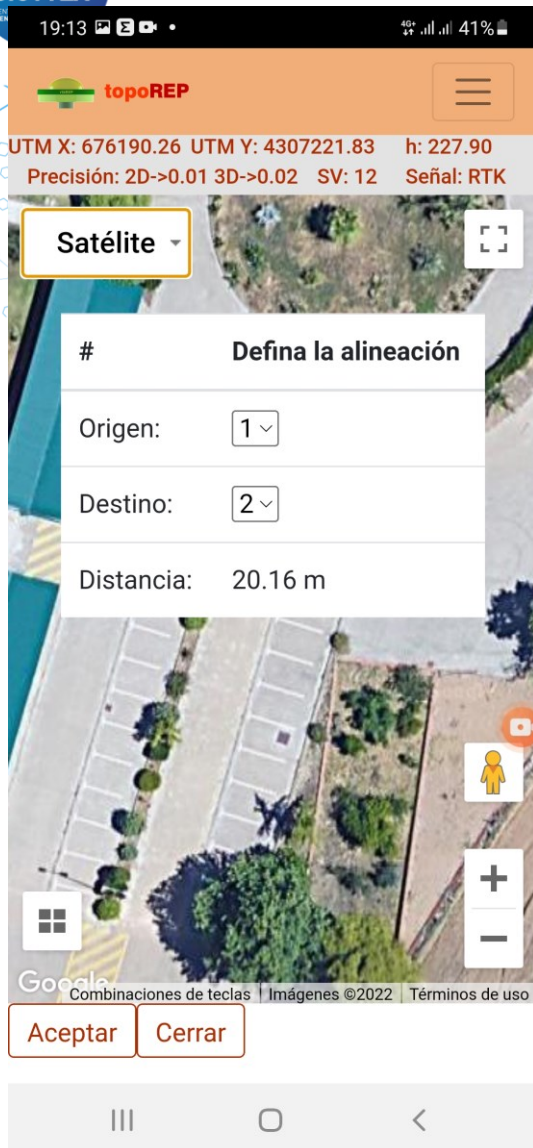 19:13
4G+ 41%
topoREP
UTM X: 676190.26 UTM Y: 4307221.83 h: 227.90
Precisión: 2D->0.01 3D->0.02 SV: 12 Señal: RTK
Satélite
# Defina la alineación
Origen: 1
Destino: 2
Distancia: 20.16 m
Google
Combinaciones de teclas Imágenes ©2022 Términos de uso
Aceptar Cerrar